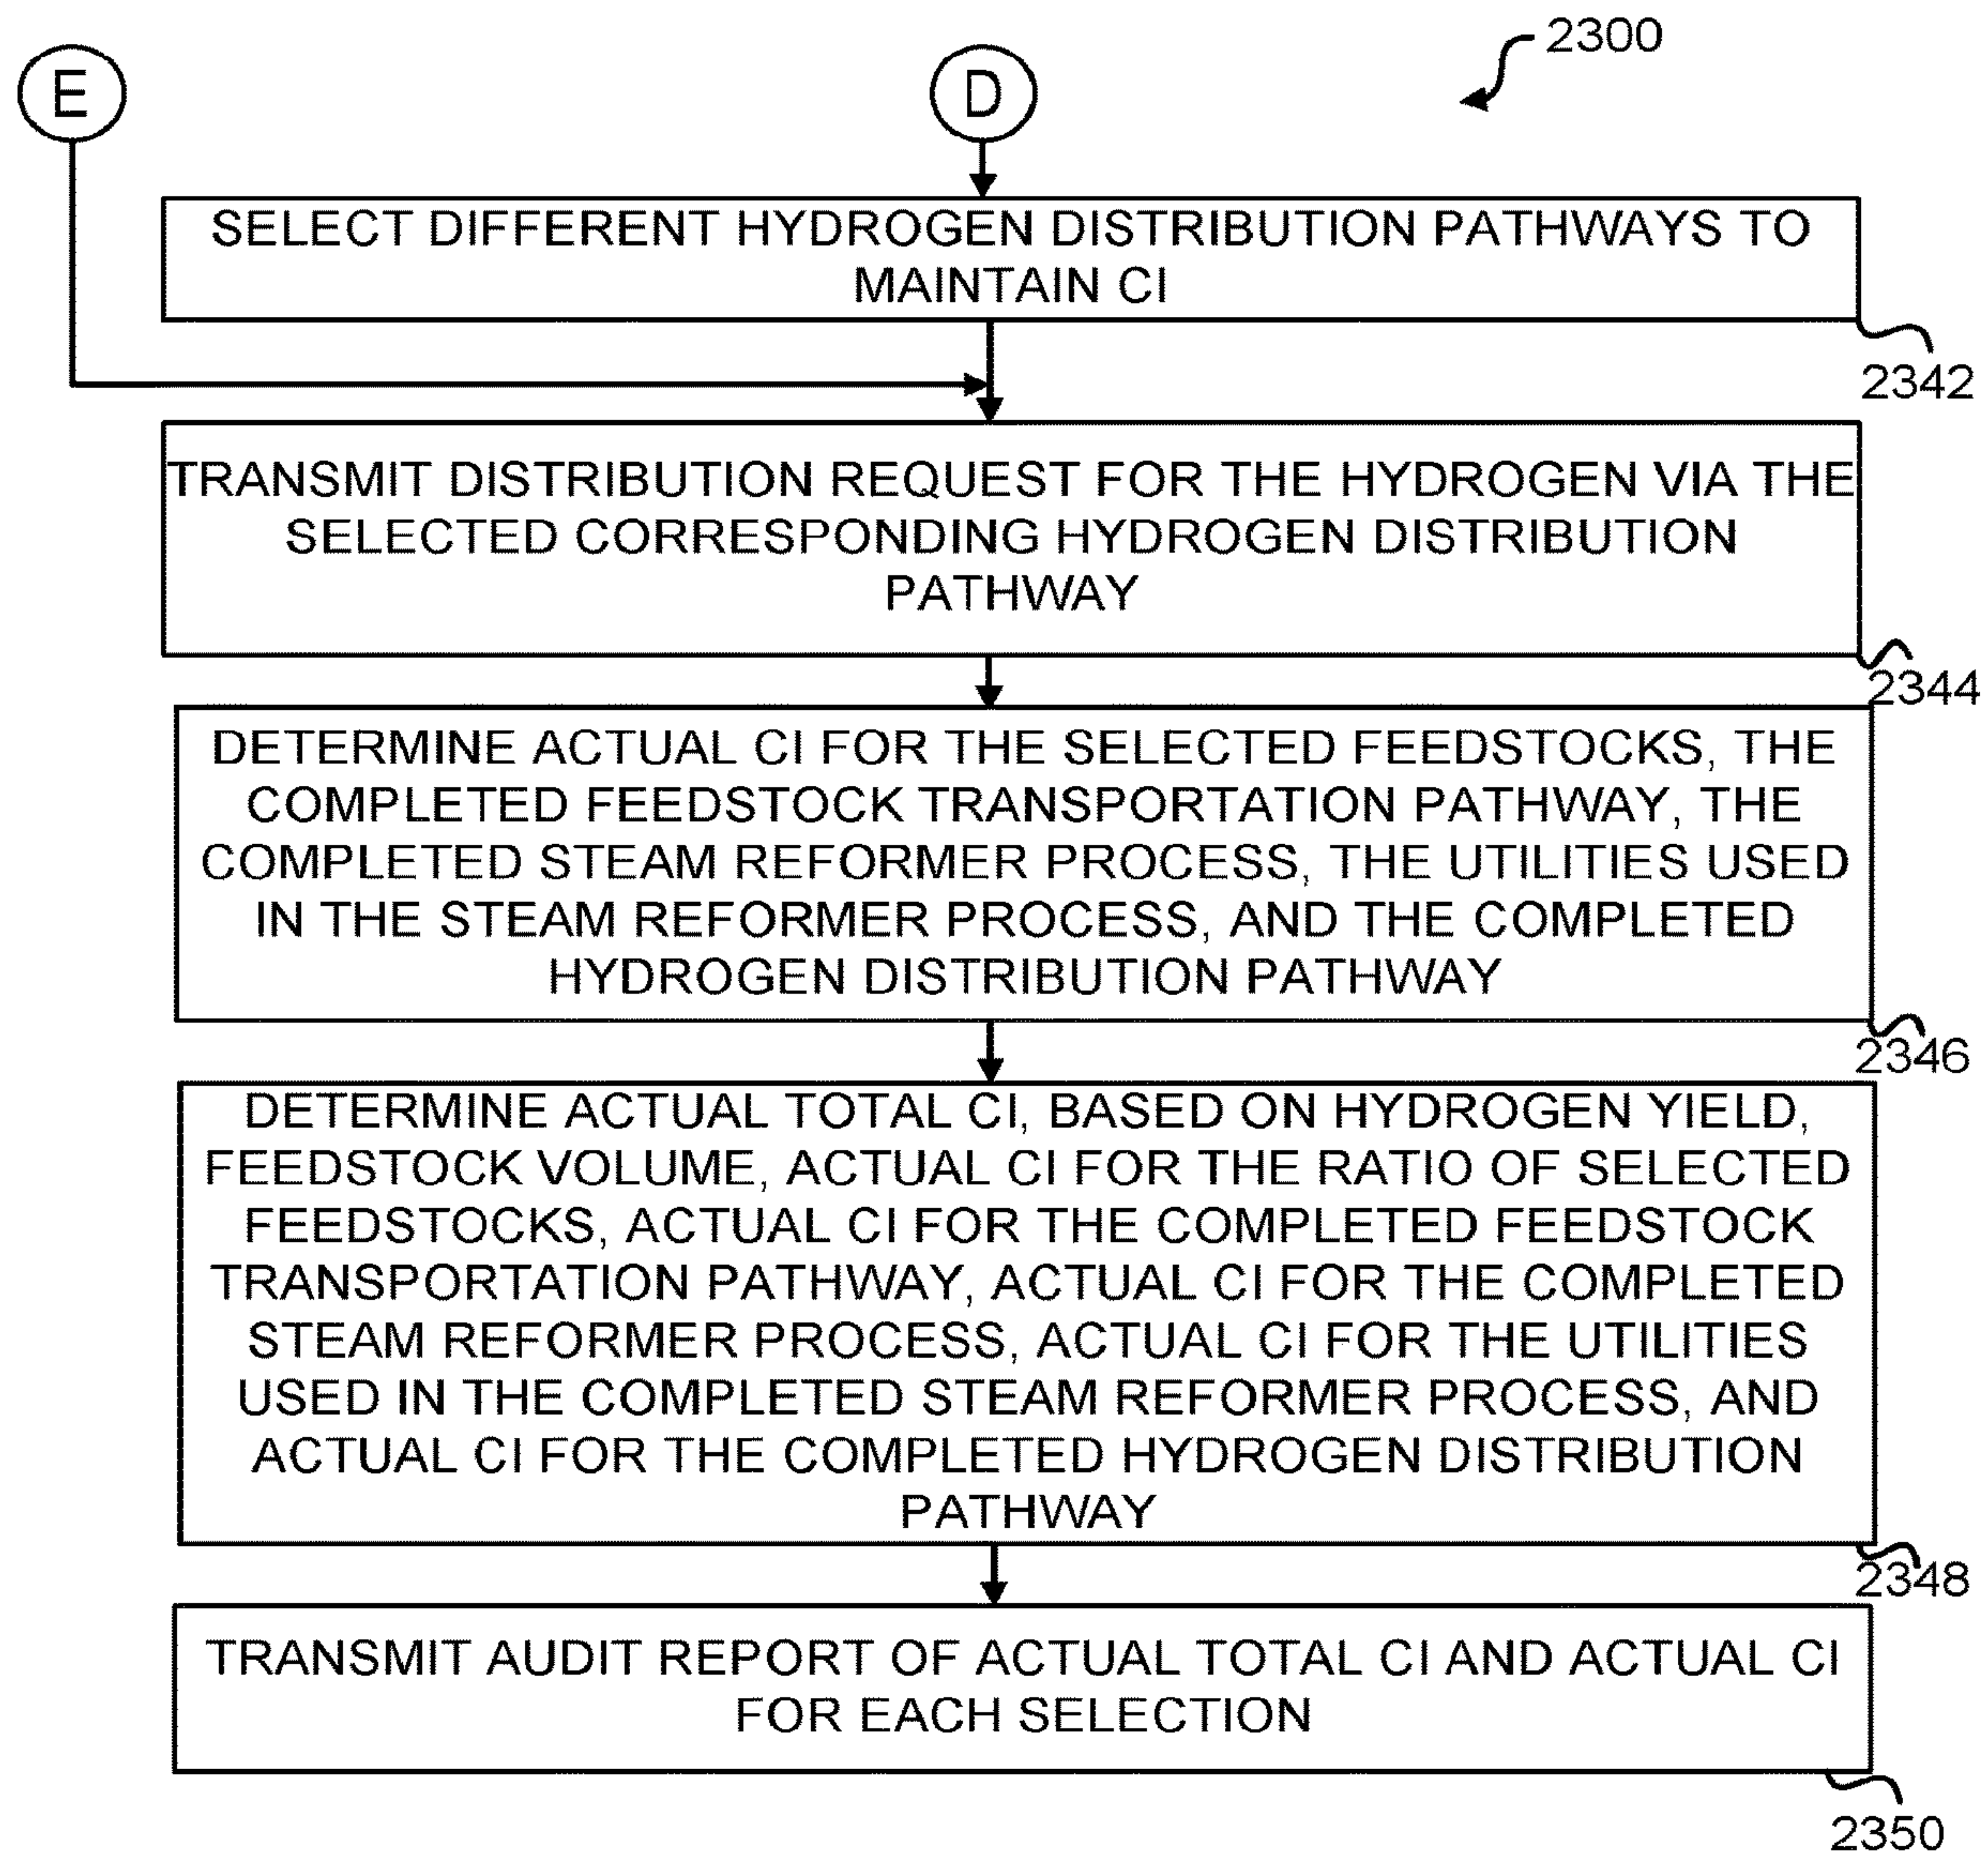 2300
E
D
SELECT DIFFERENT HYDROGEN DISTRIBUTION PATHWAYS TO
MAINTAIN CI
2342
TRANSMIT DISTRIBUTION REQUEST FOR THE HYDROGEN VIA THE
SELECTED CORRESPONDING HYDROGEN DISTRIBUTION
PATHWAY
2344
DETERMINE ACTUAL CI FOR THE SELECTED FEEDSTOCKS, THE
COMPLETED FEEDSTOCK TRANSPORTATION PATHWAY, THE
COMPLETED STEAM REFORMER PROCESS, THE UTILITIES USED
IN THE STEAM REFORMER PROCESS, AND THE COMPLETED
HYDROGEN DISTRIBUTION PATHWAY
2346
DETERMINE ACTUAL TOTAL CI, BASED ON HYDROGEN YIELD,
FEEDSTOCK VOLUME, ACTUAL CI FOR THE RATIO OF SELECTED
FEEDSTOCKS, ACTUAL CI FOR THE COMPLETED FEEDSTOCK
TRANSPORTATION PATHWAY, ACTUAL CI FOR THE COMPLETED
STEAM REFORMER PROCESS, ACTUAL CI FOR THE UTILITIES
USED IN THE COMPLETED STEAM REFORMER PROCESS, AND
ACTUAL CI FOR THE COMPLETED HYDROGEN DISTRIBUTION
PATHWAY
2348
TRANSMIT AUDIT REPORT OF ACTUAL TOTAL CI AND ACTUAL CI
FOR EACH SELECTION
2350